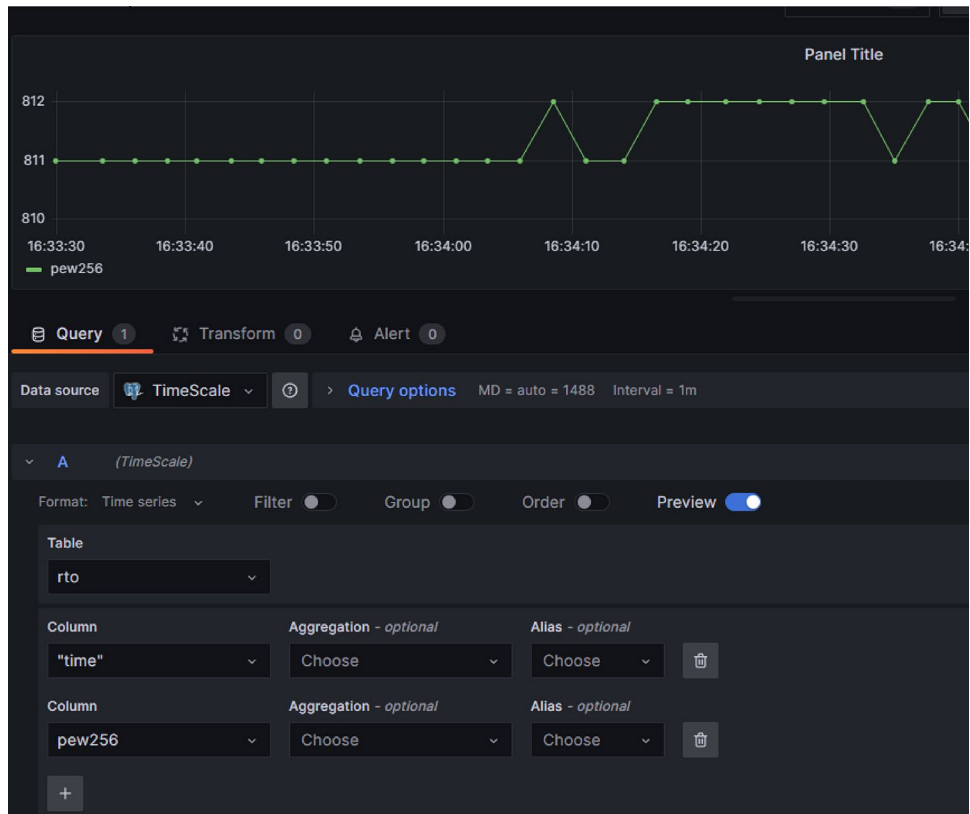 Panel Title
812
811
810
16:33:30 16:33:40 16:33:50 16:34:00 16:34:10 16:34:20 16:34:30 16:34:
pew256
Query 1 Transform 0 Alert 0
Data source TimeScale Query options MD = auto = 1488 Interval = 1m
A (TimeScale)
Format: Time series Filter Group Order Preview
Table
rto
Column Aggregation - optional Alias - optional
"time" Choose Choose
Column Aggregation - optional Alias - optional
pew256 Choose Choose
+